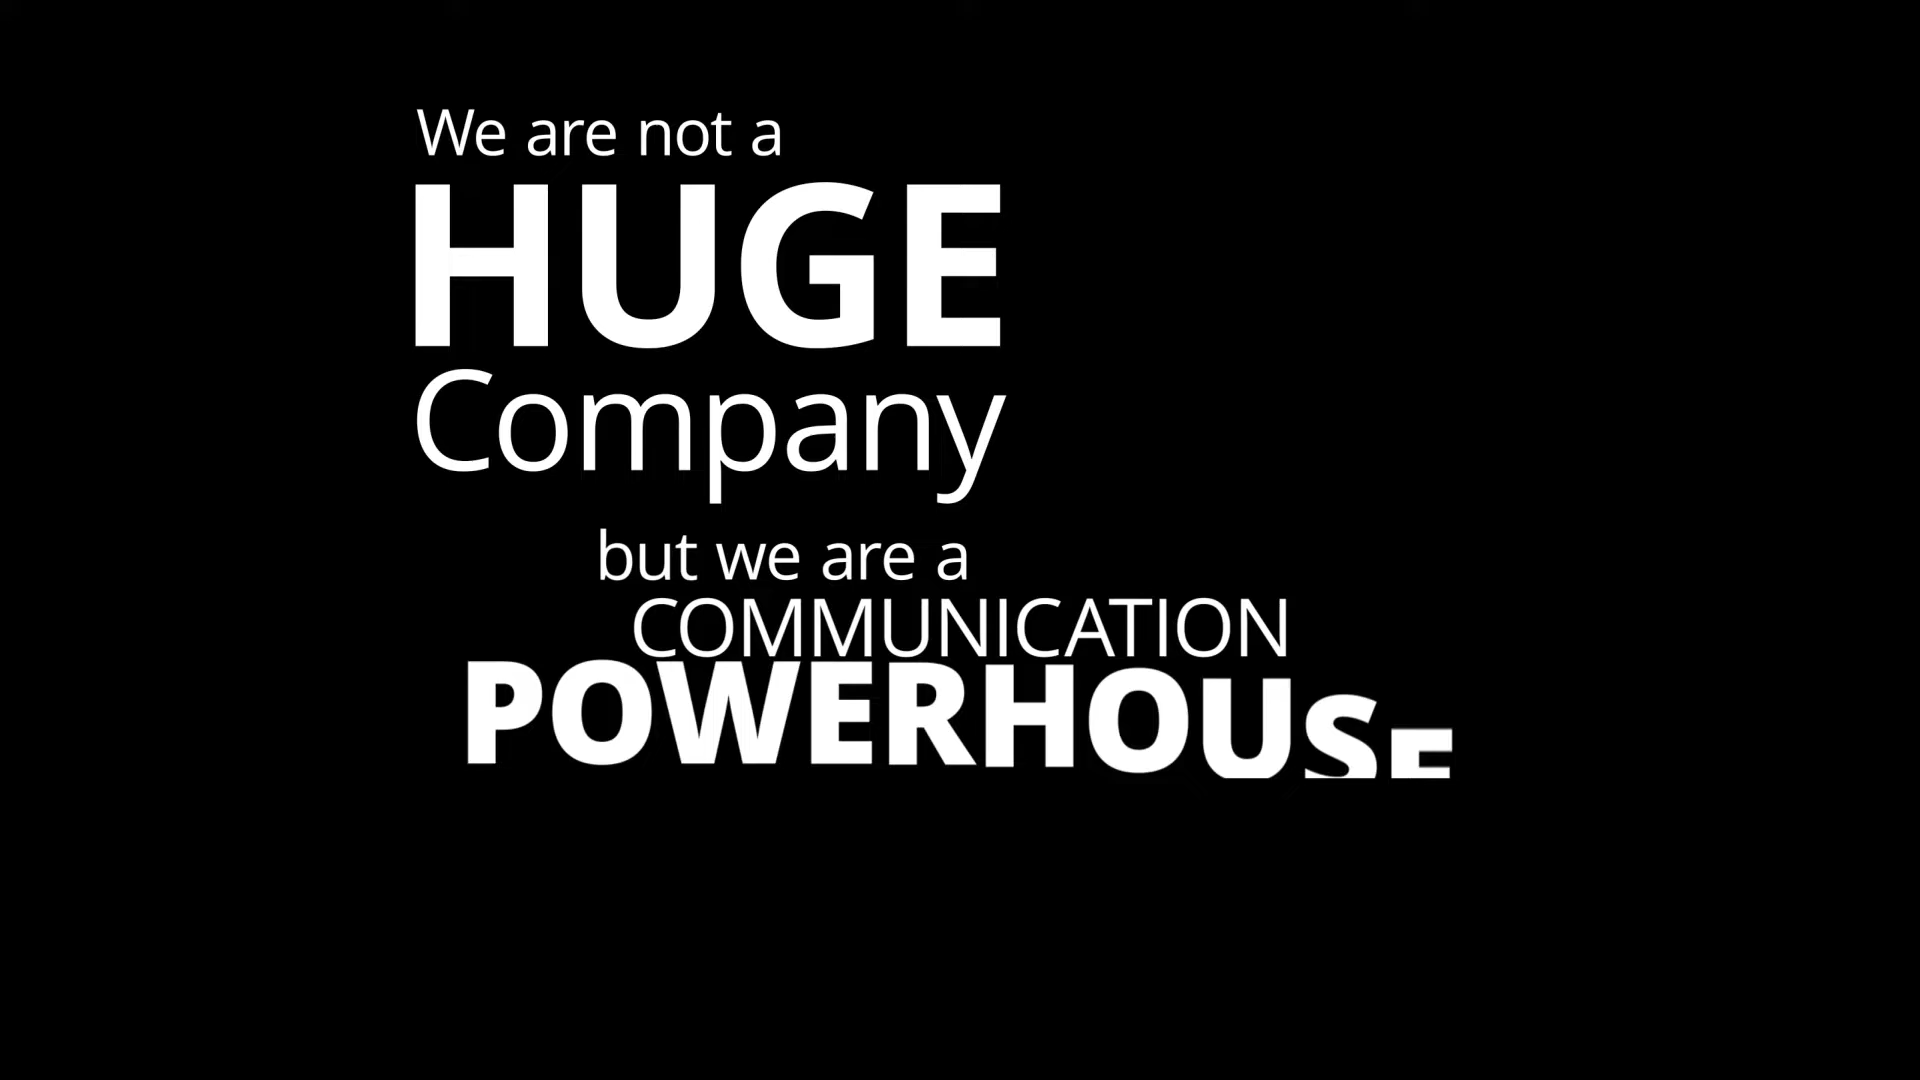 We are not a
HUGE
Company
but we are a
COMMUNICATION
POWERHOUSE